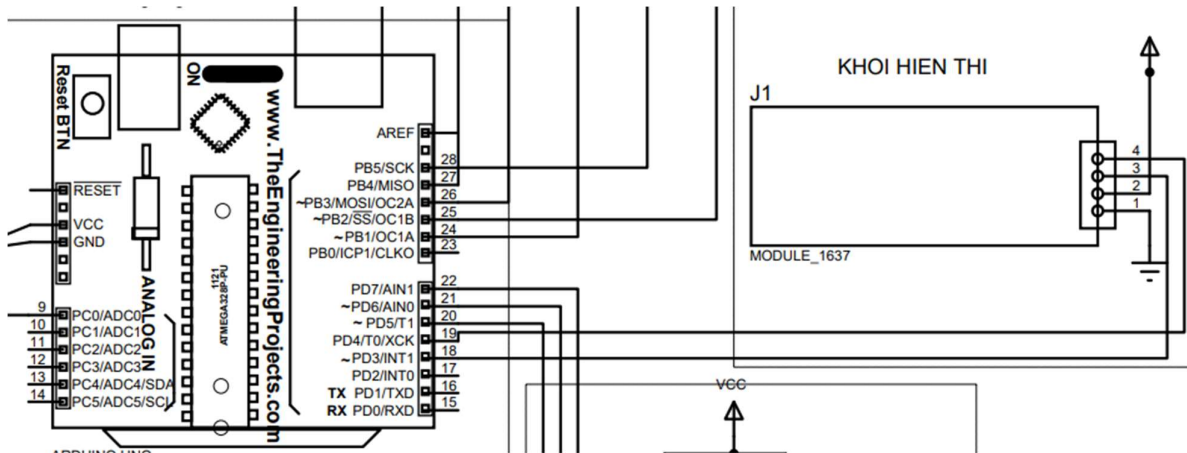 Reset BTN
ON
www.TheEngineeringProjects.com
RESET
VCC
GND
ANALOG IN
1121
ATMEGA328P-PU
9 PC0/ADC0
10 PC1/ADC1
11 PC2/ADC2
12 PC3/ADC3
13 PC4/ADC4/SDA
14 PC5/ADC5/SCL
AREF
PB5/SCK 28
PB4/MISO 27
~PB3/MOSI/OC2A 26
~PB2/SS/OC1B 25
~PB1/OC1A 24
PB0/ICP1/CLKO 23
PD7/AIN1 22
~PD6/AIN0 21
~PD5/T1 20
PD4/T0/XCK 19
~PD3/INT1 18
PD2/INT0 17
TX PD1/TXD 16
RX PD0/RXD 15
ARDUINO UNO
KHOI HIEN THI
J1
4
3
2
1
MODULE_1637
VCC